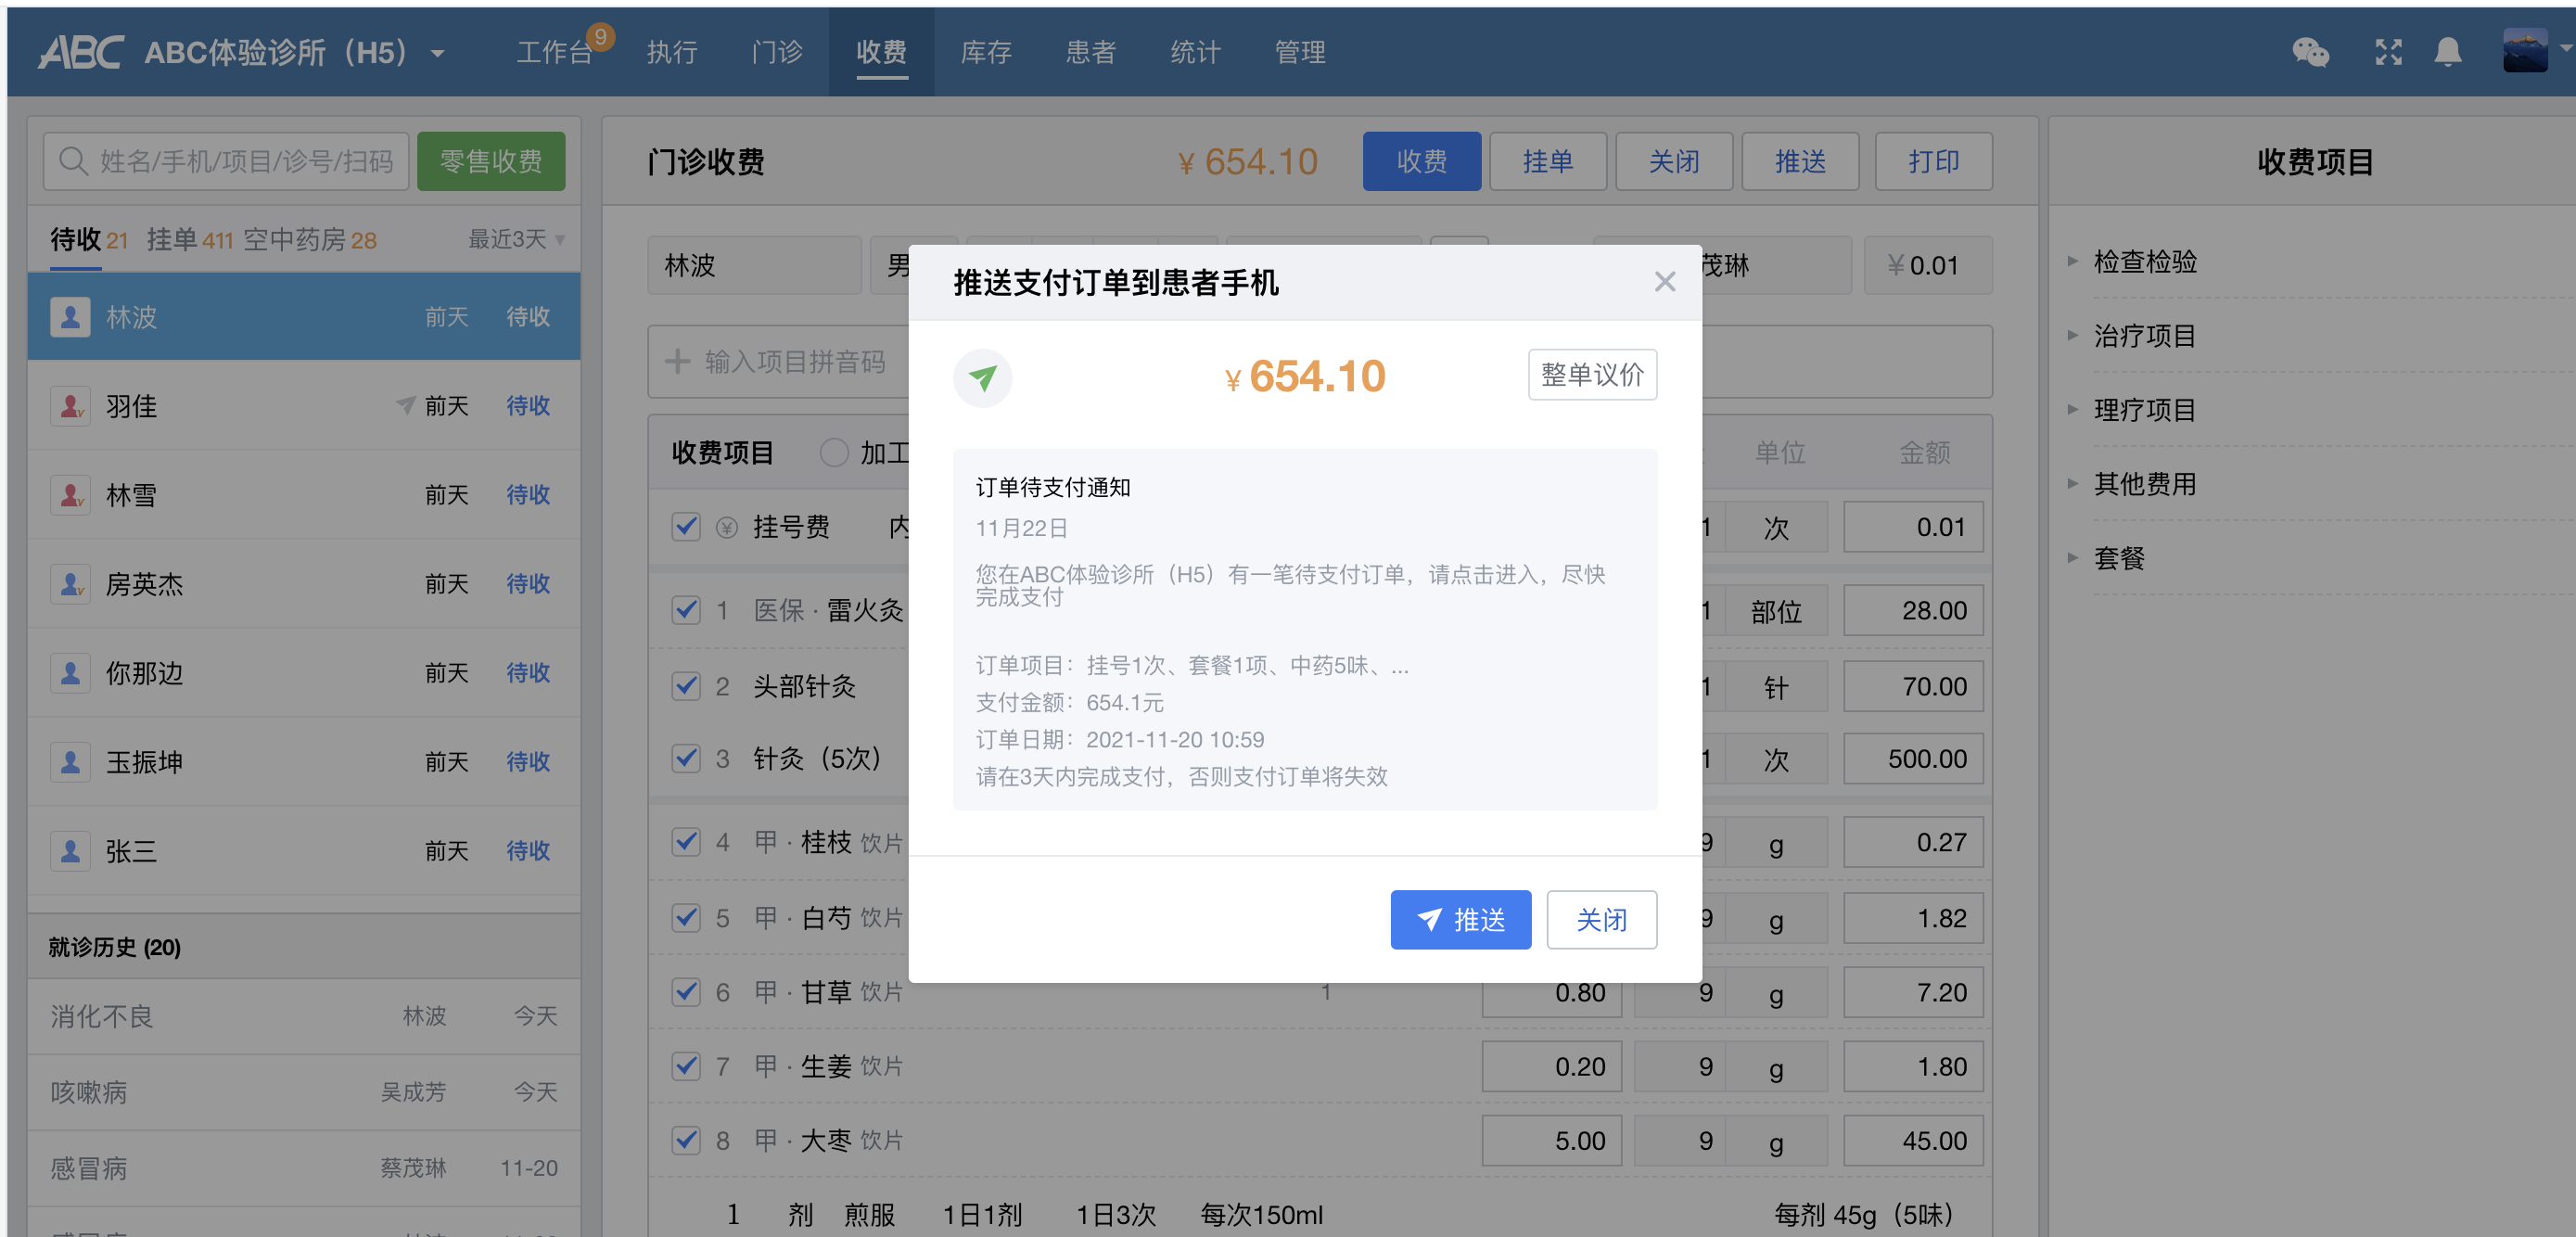 ABC ABC体验诊所（H5） 工作台 9 执行 门诊 收费 库存 患者 统计 管理
姓名/手机/项目/诊号/扫码 零售收费
待收 21 挂单 411 空中药房 28 最近3天
林波 前天 待收
羽佳 前天 待收
林雪 前天 待收
房英杰 前天 待收
你那边 前天 待收
玉振坤 前天 待收
张三 前天 待收
就诊历史 (20)
消化不良 林波 今天
咳嗽病 吴成芳 今天
感冒病 蔡茂琳 11-20
门诊收费 ¥ 654.10 收费 挂单 关闭 推送 打印
林波 男 茂琳 ¥ 0.01
输入项目拼音码
收费项目 加工 单位 金额
¥ 挂号费 内 1 次 0.01
1 医保 · 雷火灸 1 部位 28.00
2 头部针灸 1 针 70.00
3 针灸（5次） 1 次 500.00
4 甲 · 桂枝 饮片 9 g 0.27
5 甲 · 白芍 饮片 9 g 1.82
6 甲 · 甘草 饮片 1 0.80 9 g 7.20
7 甲 · 生姜 饮片 0.20 9 g 1.80
8 甲 · 大枣 饮片 5.00 9 g 45.00
1 剂 煎服 1日1剂 1日3次 每次150ml 每剂 45g（5味）
推送支付订单到患者手机
¥ 654.10 整单议价
订单待支付通知
11月22日
您在ABC体验诊所（H5）有一笔待支付订单，请点击进入，尽快
完成支付
订单项目：挂号1次、套餐1项、中药5味、...
支付金额：654.1元
订单日期：2021-11-20 10:59
请在3天内完成支付，否则支付订单将失效
推送 关闭
收费项目
检查检验
治疗项目
理疗项目
其他费用
套餐